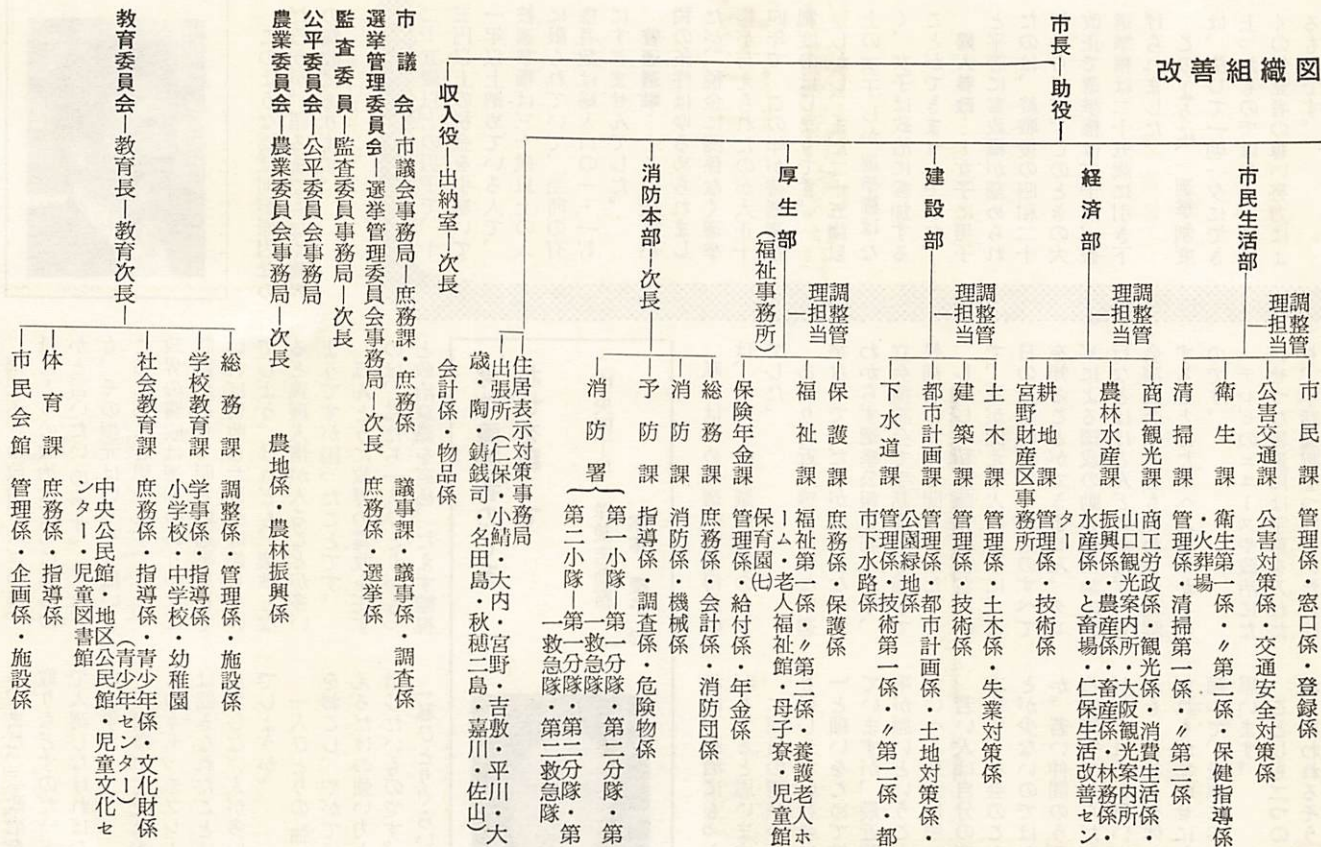 改善組織図
市長―助役
市民生活部
調整管理担当
市民課 管理係・窓口係・登録係
公害交通課 公害対策係・交通安全対策係
衛生課 衛生第一係・〃第二係・保健指導係
・火葬場
清掃課 管理係・清掃第一係・〃第二係
経済部
調整管理担当
商工観光課 商工労政係・観光係・消費生活係・
山口観光案内所・大阪観光案内所
農林水産課 振興係・農産係・畜産係・林務係・
水産係・と畜場・仁保生活改善セン
ター
耕地課 管理係・技術係
宮野財産区事務所
建設部
調整管理担当
土木課 管理係・土木係・失業対策係
建築課 管理係・技術係
都市計画課 管理係・都市計画係・土地対策係・
公園緑地係
下水道課 管理係・技術第一係・〃第二係・都
市下水路係
厚生部
(福祉事務所)
調整管理担当
保護課 庶務係・保護係
福祉課 福祉第一係・〃第二係・養護老人ホ
ーム・老人福祉館・母子寮・児童館
保育園㈦
保険年金課 管理係・給付係・年金係
消防本部―次長
総務課 庶務係・会計係・消防団係
消防課 消防係・機械係
予防課 指導係・調査係・危険物係
消防署
第一小隊―第一分隊・第二分隊・第
一救急隊
第二小隊―第一分隊・第二分隊・第
一救急隊・第二救急隊
住居表示対策事務局
出張所(仁保・小鯖・大内・宮野・吉敷・平川・大
歳・陶・鋳銭司・名田島・秋穂二島・嘉川・佐山)
収入役―出納室―次長 会計係・物品係
市議会―市議会事務局―庶務課・庶務係 議事課・議事係・調査係
選挙管理委員会―選挙管理委員会事務局―次長 庶務係・選挙係
監査委員―監査委員事務局―次長
公平委員会―公平委員会事務局
農業委員会―農業委員会事務局―次長 農地係・農林振興係
教育委員会―教育長―教育次長
総務課 調整係・管理係・施設係
学校教育課 学事係・指導係
小学校・中学校・幼稚園
社会教育課 庶務係・指導係・青少年係・文化財係
(青少年センター)
中央公民館・地区公民館・児童文化セ
ンター・児童図書館
体育課 庶務係・指導係
市民会館 管理係・企画係・施設係